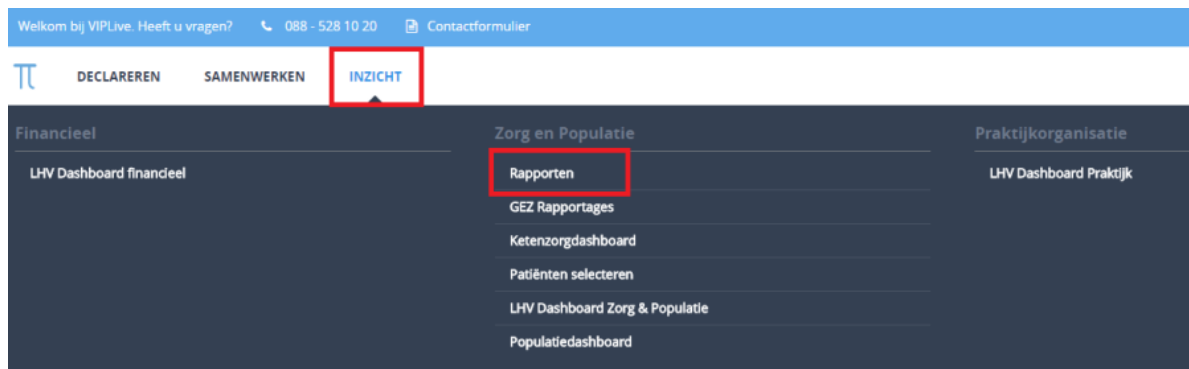 Welkom bij VIPLive. Heeft u vragen? 088 - 528 10 20 Contactformulier
DECLAREREN SAMENWERKEN INZICHT
Financieel
LHV Dashboard financieel
Zorg en Populatie
Rapporten
GEZ Rapportages
Ketenzorgdashboard
Patiënten selecteren
LHV Dashboard Zorg & Populatie
Populatiedashboard
Praktijkorganisatie
LHV Dashboard Praktijk